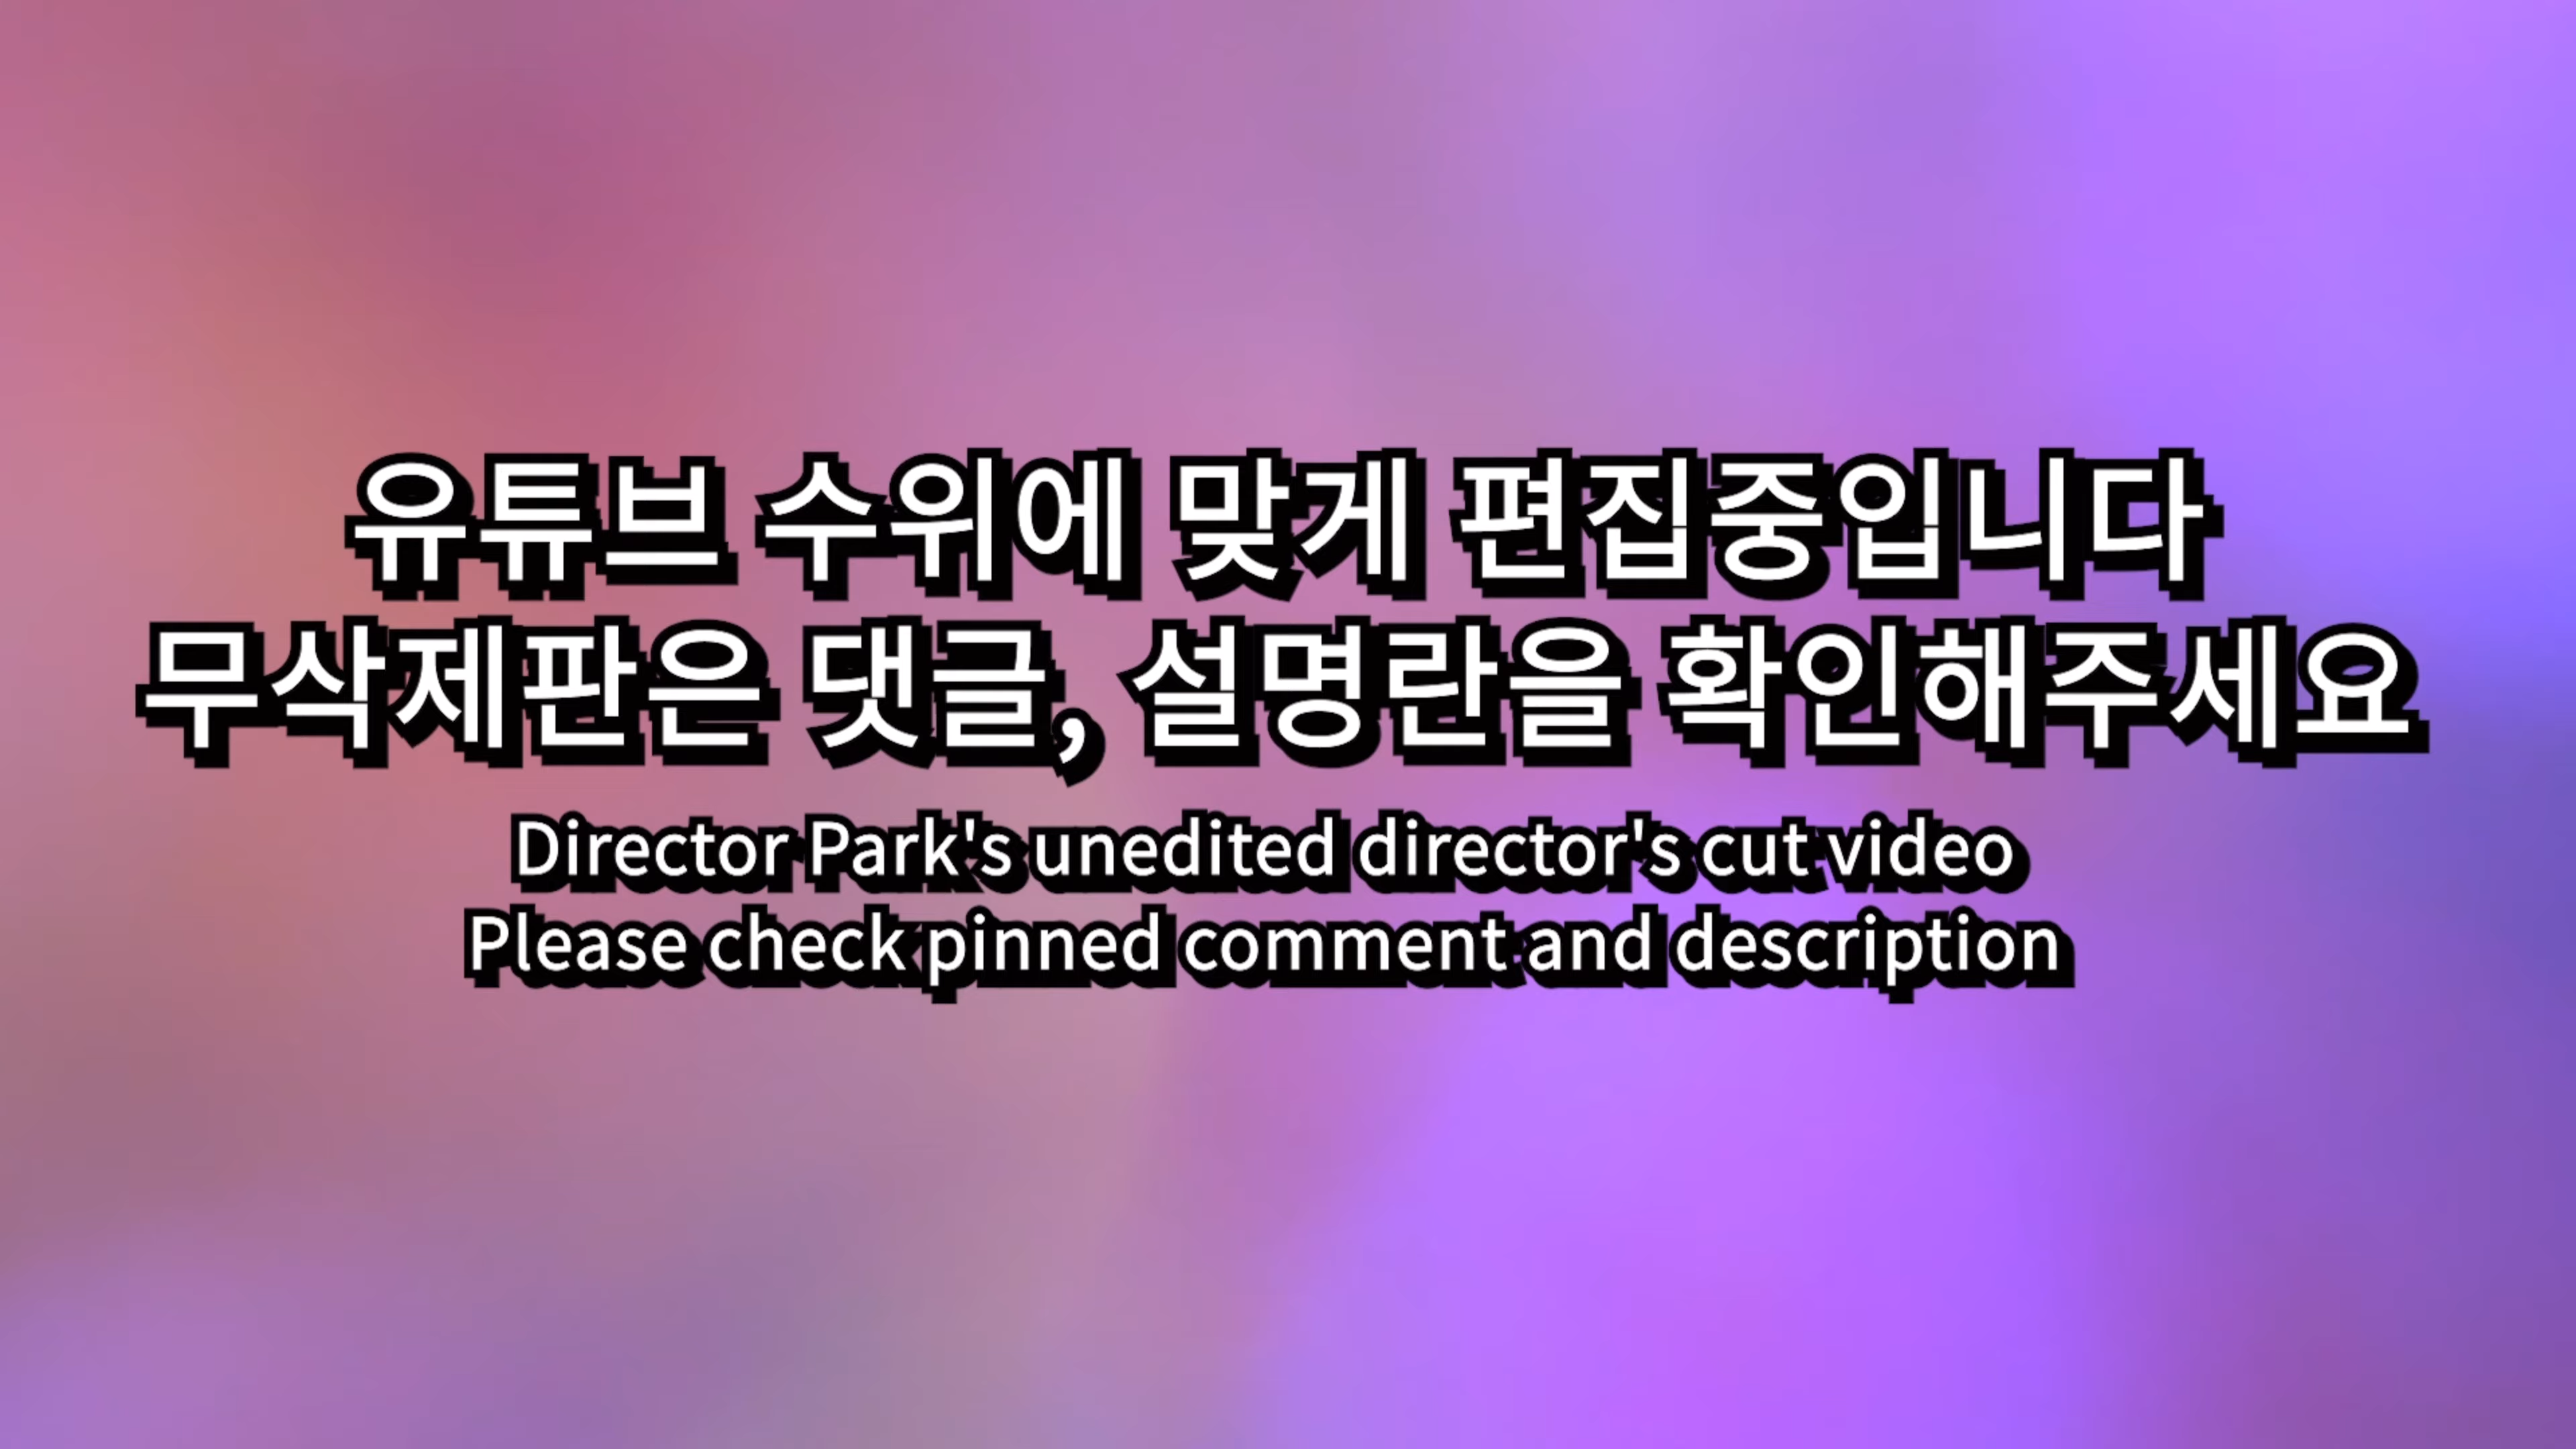 유튜브 수위에 맞게 편집중입니다
무삭제판은 댓글, 설명란을 확인해주세요
Director Park's unedited director's cut video
Please check pinned comment and description